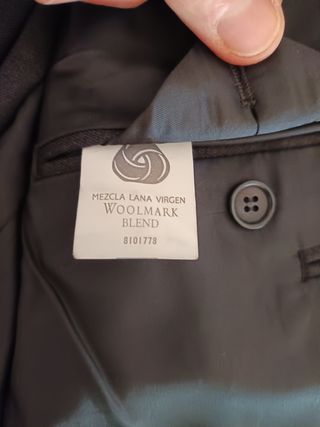 MEZCLA LANA VIRGEN
WOOLMARK
BLEND
8101778